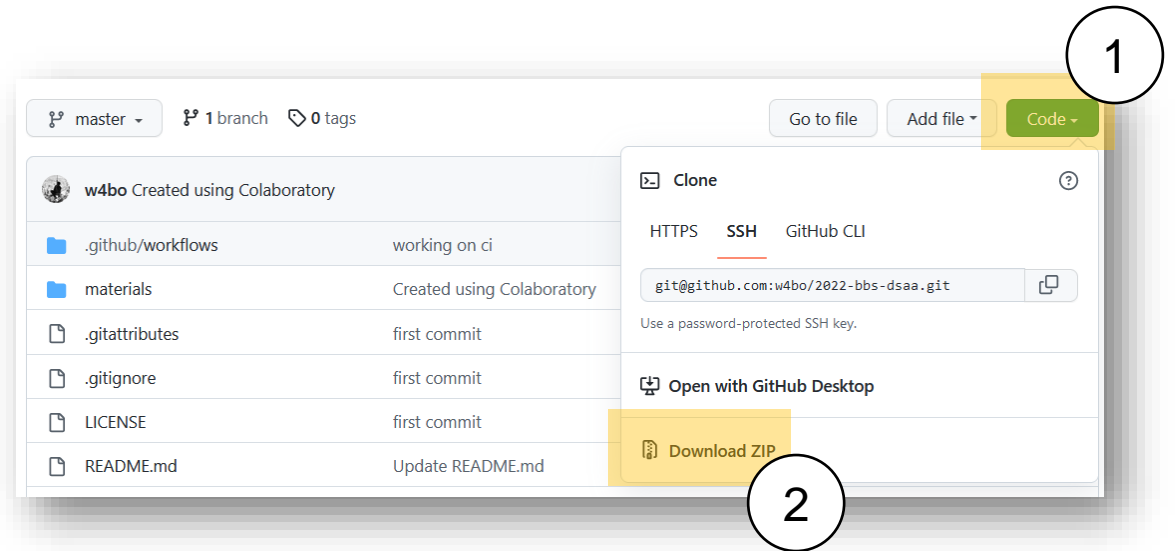 1
master
1 branch
0 tags
Go to file
Add file
Code
w4bo Created using Colaboratory
.github/workflows working on ci
materials Created using Colaboratory
.gitattributes first commit
.gitignore first commit
LICENSE first commit
README.md Update README.md
Clone
HTTPS SSH GitHub CLI
git@github.com:w4bo/2022-bbs-dsaa.git
Use a password-protected SSH key.
Open with GitHub Desktop
Download ZIP
2